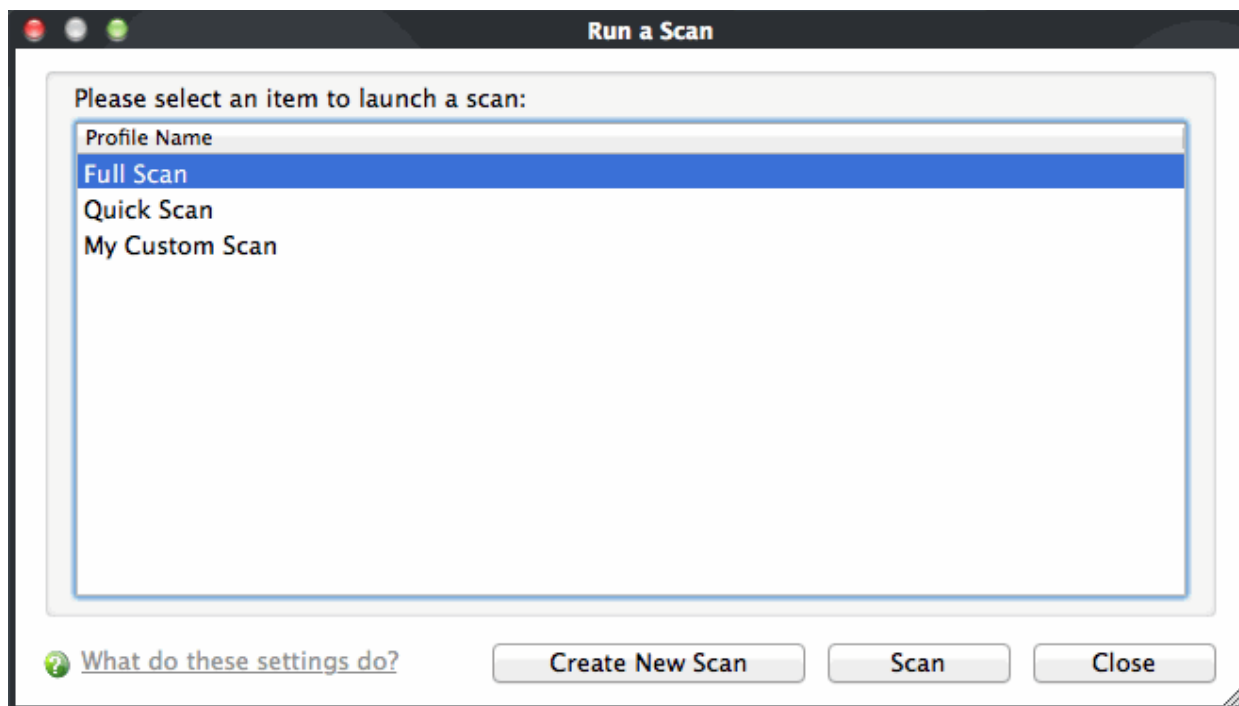 Run a Scan
Please select an item to launch a scan:
Profile Name
Full Scan
Quick Scan
My Custom Scan
What do these settings do?
Create New Scan
Scan
Close